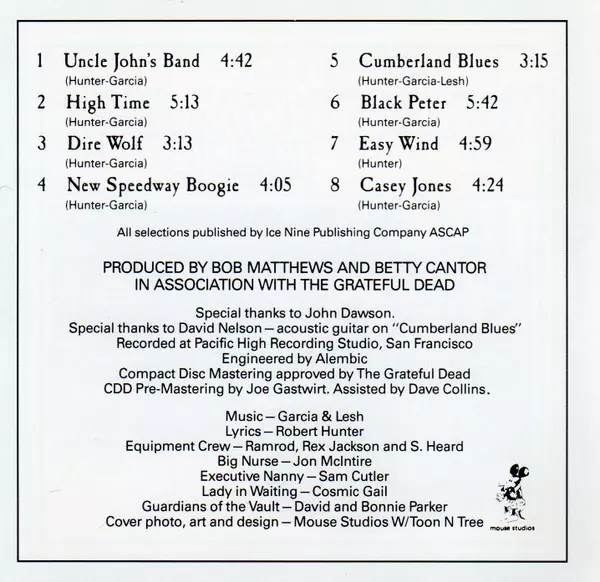 1 Uncle John's Band 4:42
(Hunter-Garcia)
2 High Time 5:13
(Hunter-Garcia)
3 Dire Wolf 3:13
(Hunter-Garcia)
4 New Speedway Boogie 4:05
(Hunter-Garcia)
5 Cumberland Blues 3:15
(Hunter-Garcia-Lesh)
6 Black Peter 5:42
(Hunter-Garcia)
7 Easy Wind 4:59
(Hunter)
8 Casey Jones 4:24
(Hunter-Garcia)
All selections published by Ice Nine Publishing Company ASCAP
PRODUCED BY BOB MATTHEWS AND BETTY CANTOR
IN ASSOCIATION WITH THE GRATEFUL DEAD
Special thanks to John Dawson.
Special thanks to David Nelson—acoustic guitar on "Cumberland Blues"
Recorded at Pacific High Recording Studio, San Francisco
Engineered by Alembic
Compact Disc Mastering approved by The Grateful Dead
CDD Pre-Mastering by Joe Gastwirt. Assisted by Dave Collins.
Music—Garcia & Lesh
Lyrics—Robert Hunter
Equipment Crew—Ramrod, Rex Jackson and S. Heard
Big Nurse—Jon McIntire
Executive Nanny—Sam Cutler
Lady in Waiting—Cosmic Gail
Guardians of the Vault—David and Bonnie Parker
Cover photo, art and design—Mouse Studios W/Toon N Tree
mouse studios